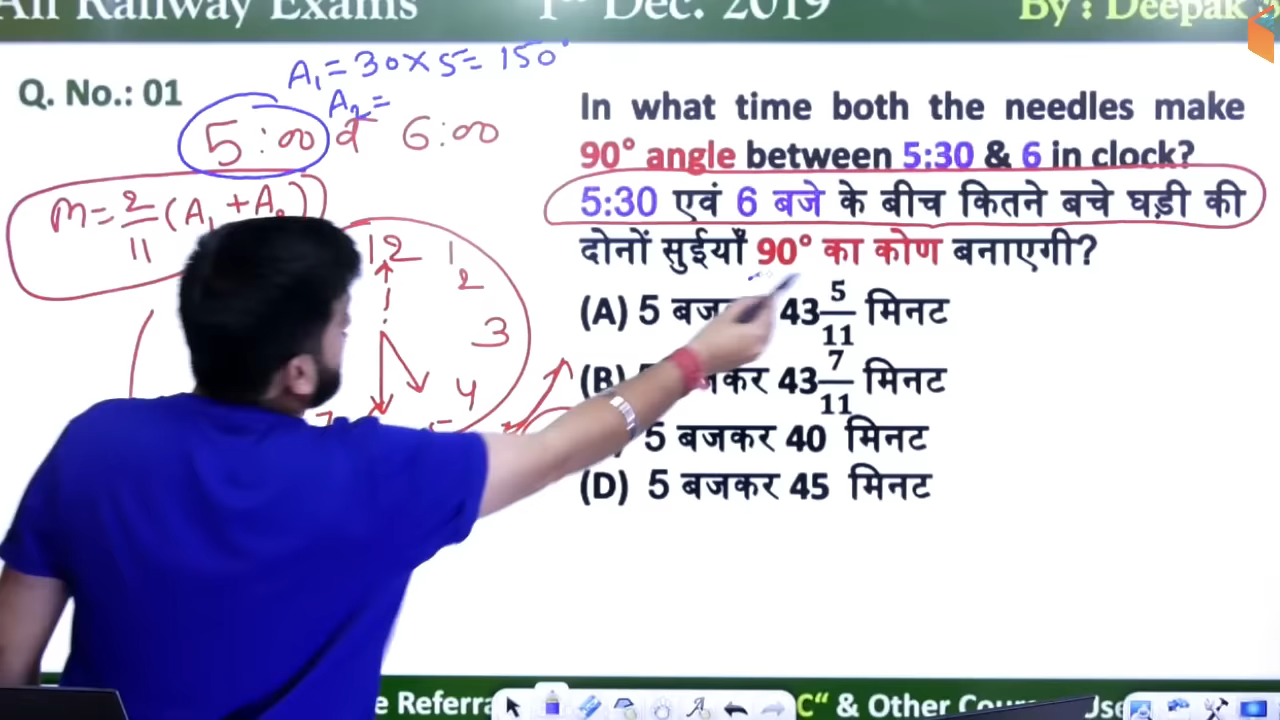 All Railway Exams 1st Dec. 2019 By : Deepak
Q. No.: 01
A₁ = 30×5 = 150°
A₂ =
5:00 व 6:00
m = 2/11 (A₁ + A₂)
12 1
2
3
4
In what time both the needles make
90° angle between 5:30 & 6 in clock?
5:30 एवं 6 बजे के बीच कितने बचे घड़ी की
दोनों सुईयाँ 90° का कोण बनाएगी?
(A) 5 43 5/11 मिनट
(B) 43 7/11 मिनट
5 बजकर 40 मिनट
(D) 5 बजकर 45 मिनट
e Referra C" & Other Cour